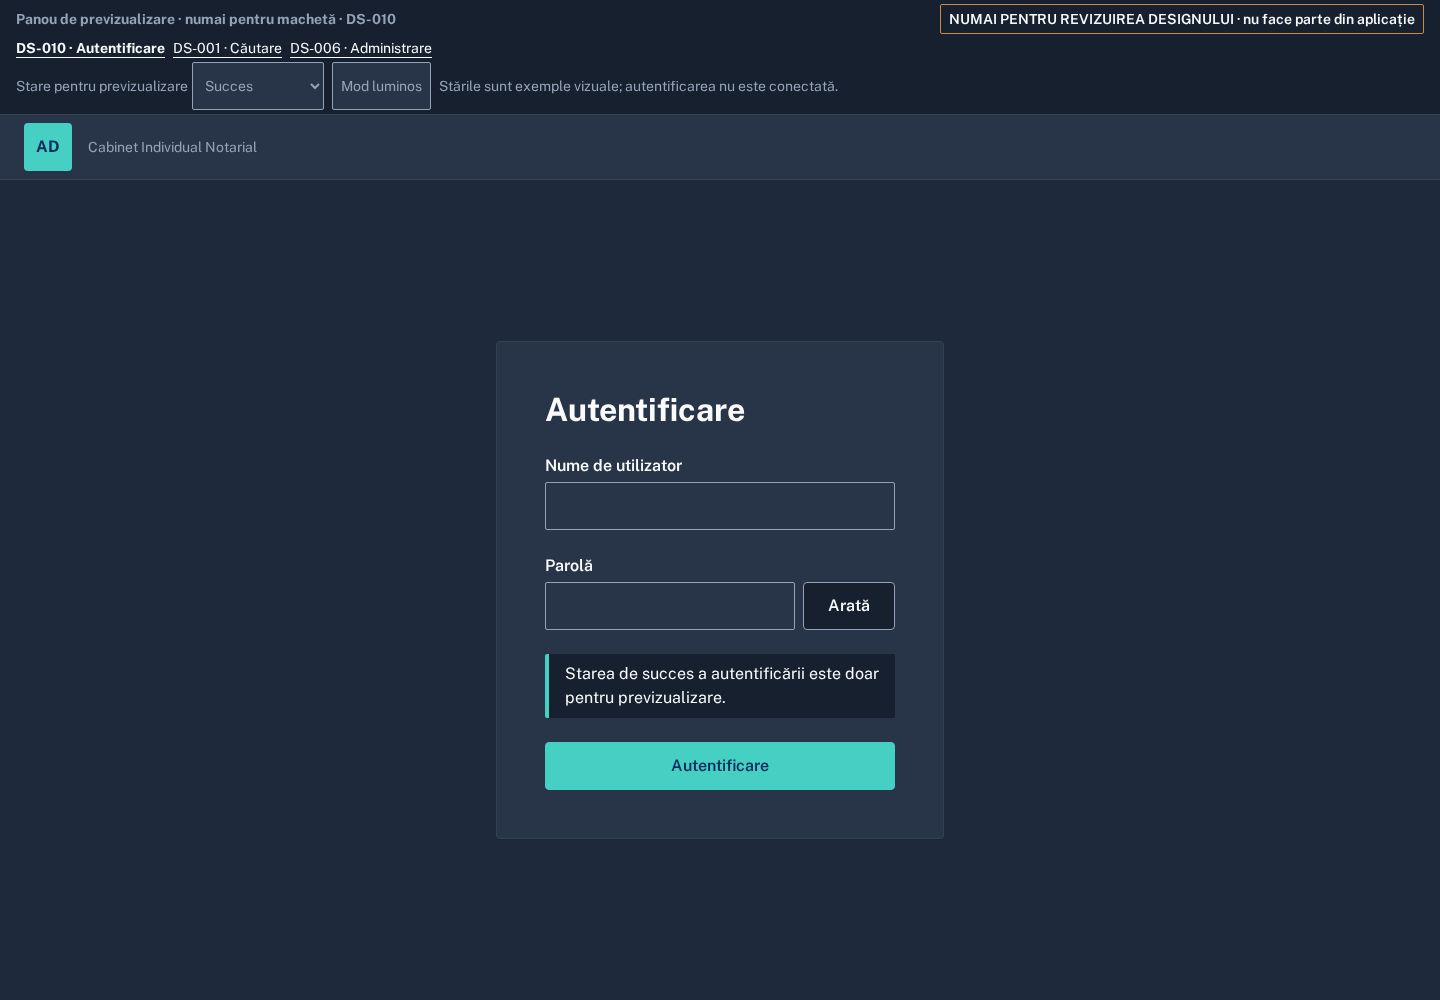 Panou de previzualizare · numai pentru machetă · DS-010
NUMAI PENTRU REVIZUIREA DESIGNULUI · nu face parte din aplicație
DS-010 · Autentificare DS-001 · Căutare DS-006 · Administrare
Stare pentru previzualizare Succes Mod luminos Stările sunt exemple vizuale; autentificarea nu este conectată.
AD Cabinet Individual Notarial
Autentificare
Nume de utilizator
Parolă
Arată
Starea de succes a autentificării este doar
pentru previzualizare.
Autentificare